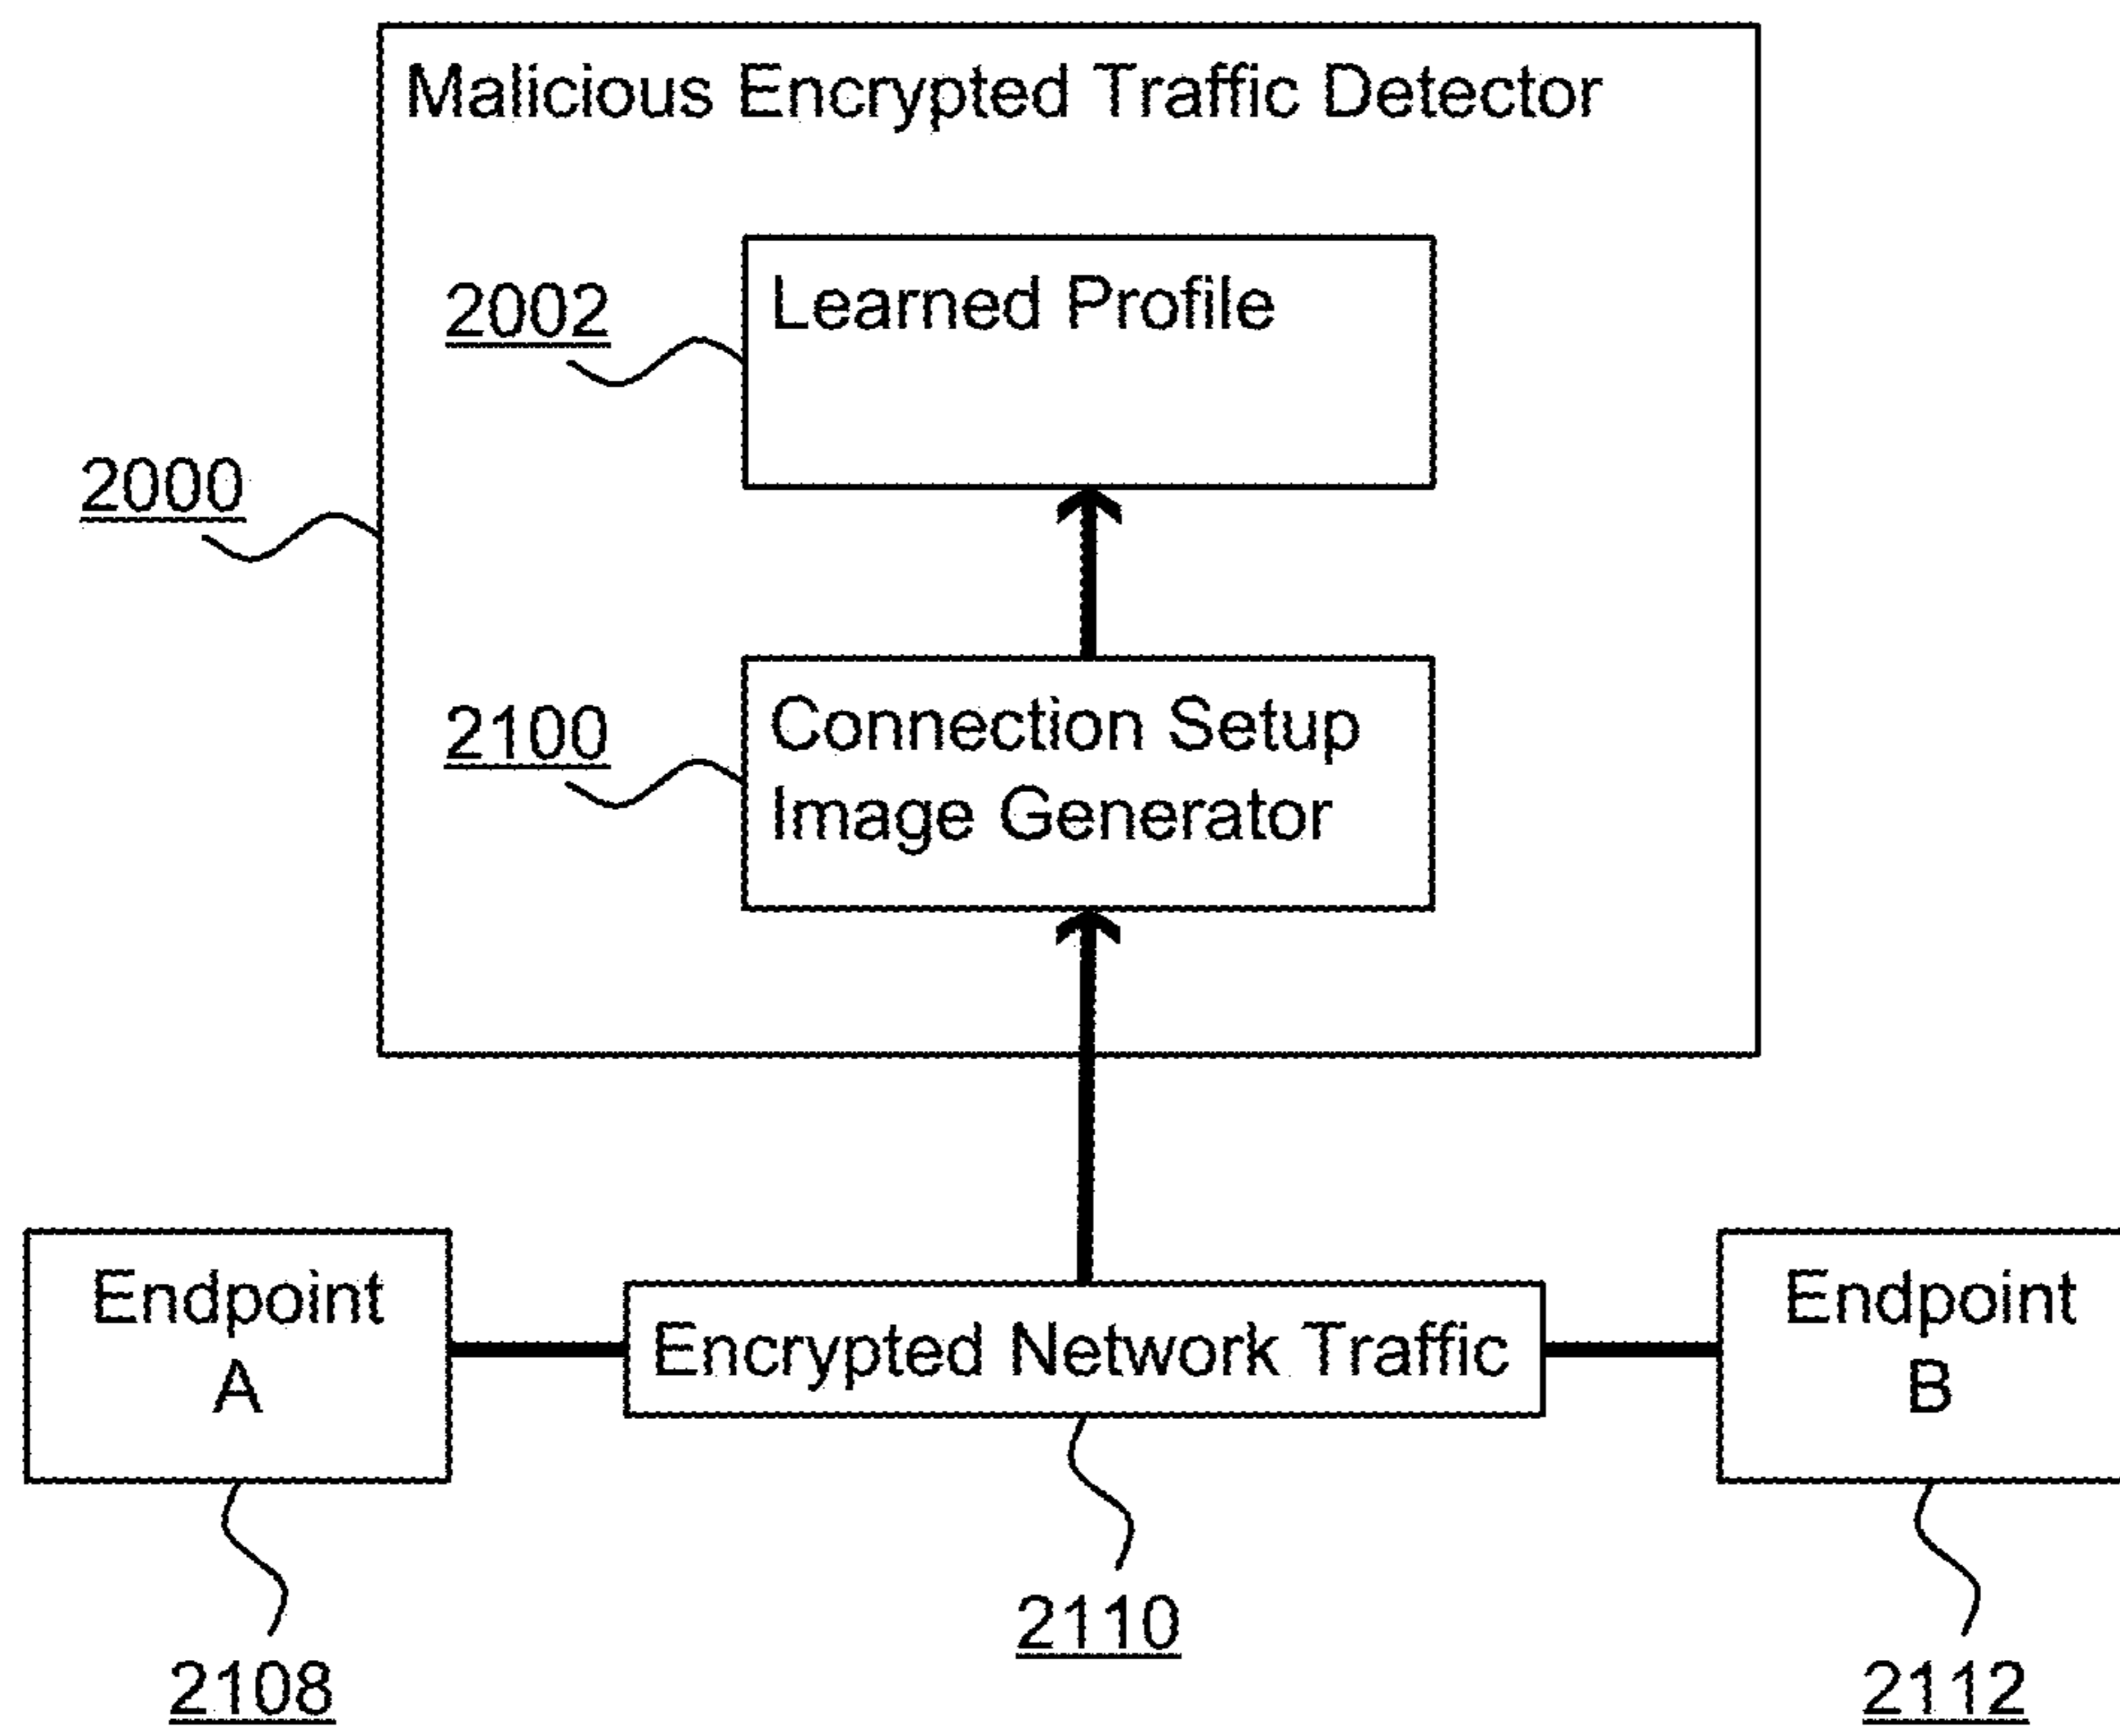 Malicious Encrypted Traffic Detector
2002
Learned Profile
2000
2100
Connection Setup
Image Generator
Endpoint
A
Encrypted Network Traffic
Endpoint
B
2110
2108
2112